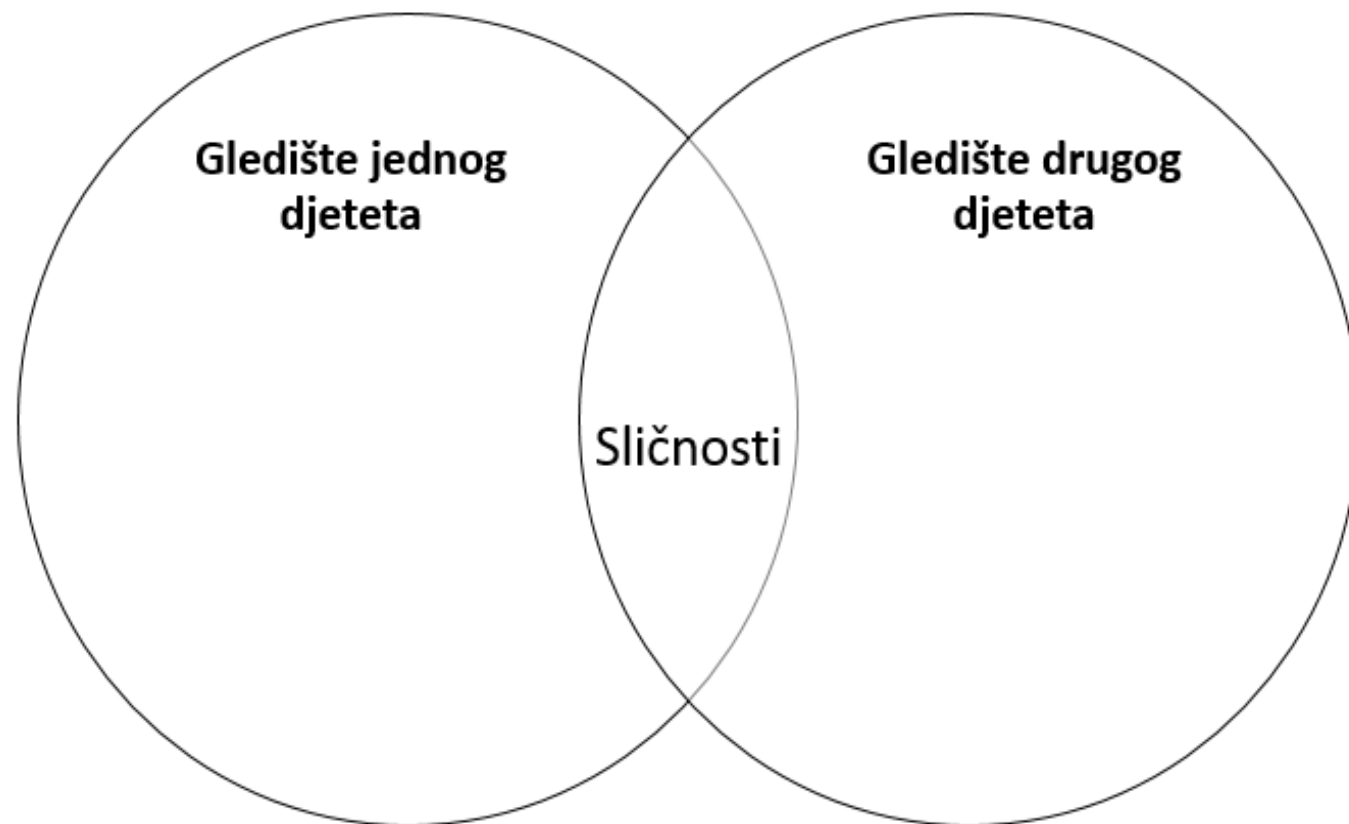 Gledište jednog
djeteta
Gledište drugog
djeteta
Sličnosti